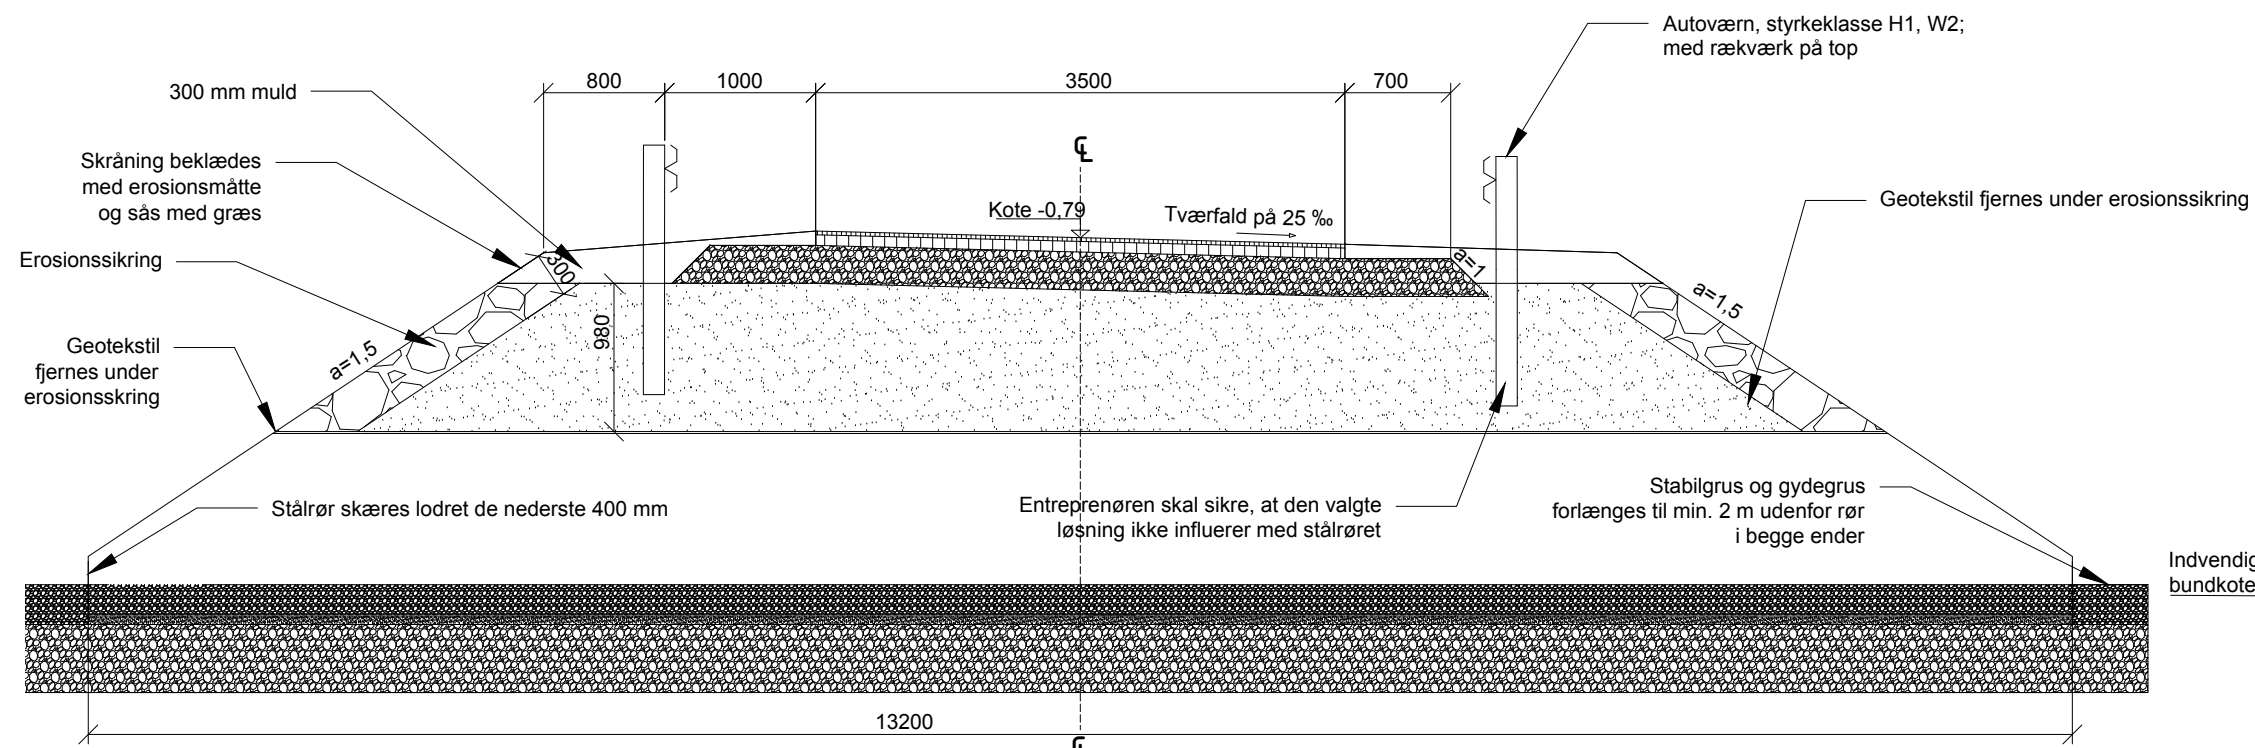 Autoværn, styrkeklasse H1, W2;
med rækværk på top
800
1000
3500
700
300 mm muld
Skråning beklædes
med erosionsmåtte
og sås med græs
Geotekstil fjernes under erosionssikring
Kote -0,79
Tværfald på 25 ‰
Erosionssikring
300
a=1
a=1,5
980
a=1,5
Geotekstil
fjernes under
erosionsskring
Stålrør skæres lodret de nederste 400 mm
Entreprenøren skal sikre, at den valgte
løsning ikke influerer med stålrøret
Stabilgrus og gydegrus
forlænges til min. 2 m udenfor rør
i begge ender
Indvendig
bundkote
13200